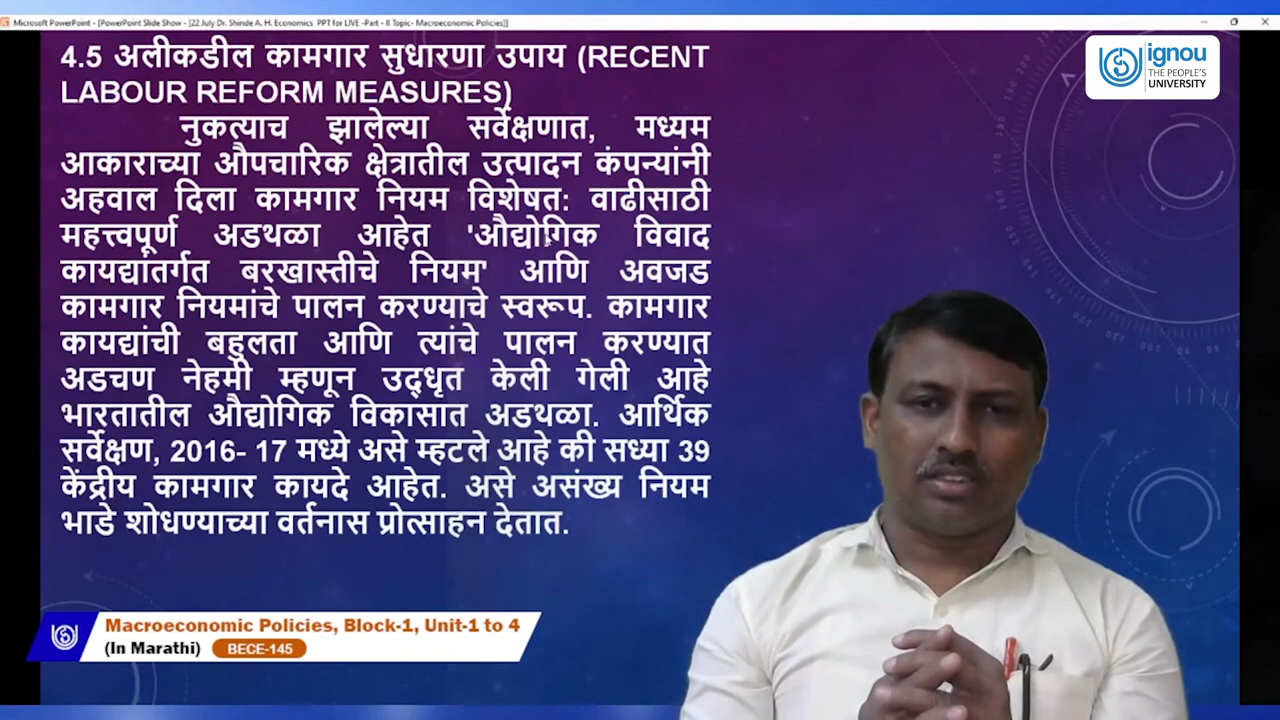 Microsoft PowerPoint - [PowerPoint Slide Show - [22 July Dr. Shinde A. H. Economics PPT for LIVE -Part - II Topic- Macroeconomic Policies]]
4.5 अलीकडील कामगार सुधारणा उपाय (RECENT
LABOUR REFORM MEASURES)
नुकत्याच झालेल्या सर्वेक्षणात, मध्यम
आकाराच्या औपचारिक क्षेत्रातील उत्पादन कंपन्यांनी
अहवाल दिला कामगार नियम विशेषत: वाढीसाठी
महत्त्वपूर्ण अडथळा आहेत 'औद्योगिक विवाद
कायद्यांतर्गत बरखास्तीचे नियम' आणि अवजड
कामगार नियमांचे पालन करण्याचे स्वरूप. कामगार
कायद्यांची बहुलता आणि त्यांचे पालन करण्यात
अडचण नेहमी म्हणून उद्धृत केली गेली आहे
भारतातील औद्योगिक विकासात अडथळा. आर्थिक
सर्वेक्षण, 2016- 17 मध्ये असे म्हटले आहे की सध्या 39
केंद्रीय कामगार कायदे आहेत. असे असंख्य नियम
भाडे शोधण्याच्या वर्तनास प्रोत्साहन देतात.
ignou
THE PEOPLE'S
UNIVERSITY
Macroeconomic Policies, Block-1, Unit-1 to 4
(In Marathi) BECE-145